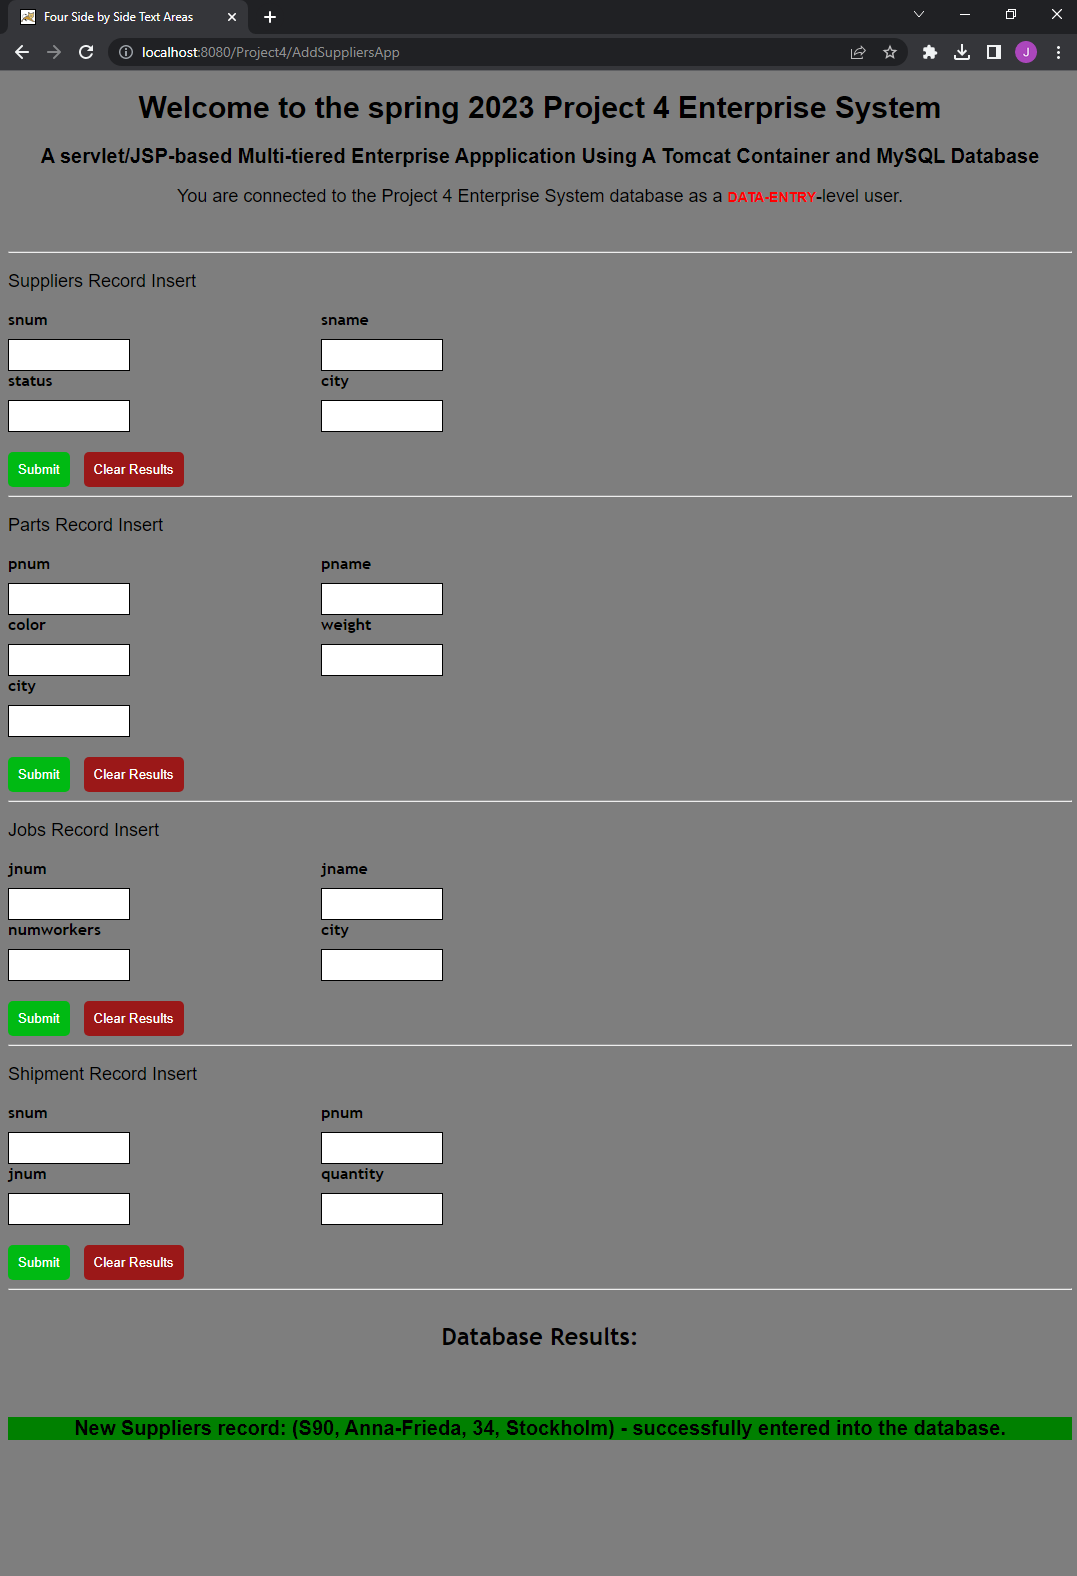 Four Side by Side Text Areas
localhost:8080/Project4/AddSuppliersApp
J
Welcome to the spring 2023 Project 4 Enterprise System
A servlet/JSP-based Multi-tiered Enterprise Appplication Using A Tomcat Container and MySQL Database
You are connected to the Project 4 Enterprise System database as a DATA-ENTRY-level user.
Suppliers Record Insert
snum sname
status city
Submit Clear Results
Parts Record Insert
pnum pname
color weight
city
Submit Clear Results
Jobs Record Insert
jnum jname
numworkers city
Submit Clear Results
Shipment Record Insert
snum pnum
jnum quantity
Submit Clear Results
Database Results:
New Suppliers record: (S90, Anna-Frieda, 34, Stockholm) - successfully entered into the database.